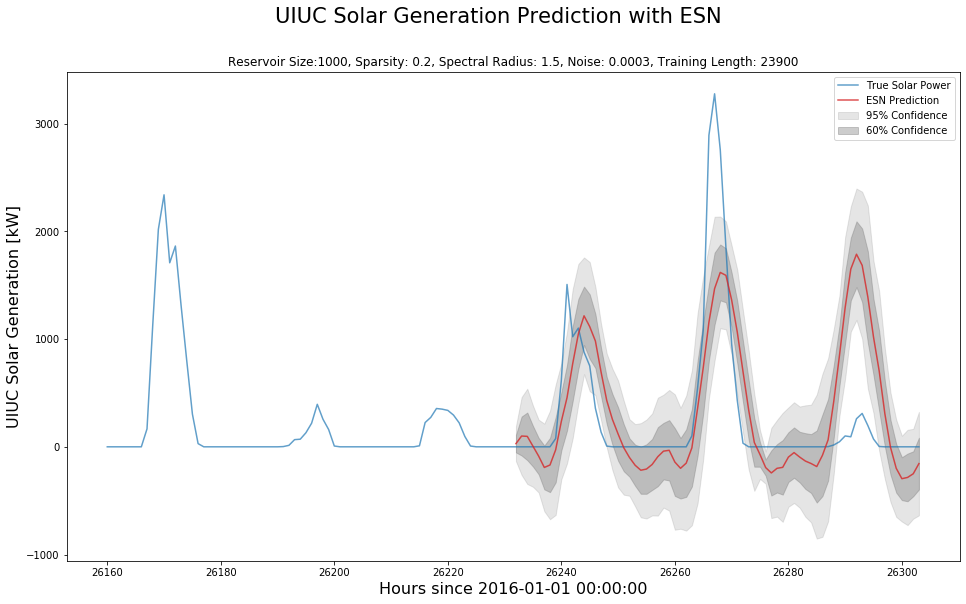 UIUC Solar Generation Prediction with ESN
Reservoir Size:1000, Sparsity: 0.2, Spectral Radius: 1.5, Noise: 0.0003, Training Length: 23900
True Solar Power
ESN Prediction
95% Confidence
60% Confidence
UIUC Solar Generation [kW]
3000
2000
1000
0
−1000
26160 26180 26200 26220 26240 26260 26280 26300
Hours since 2016-01-01 00:00:00